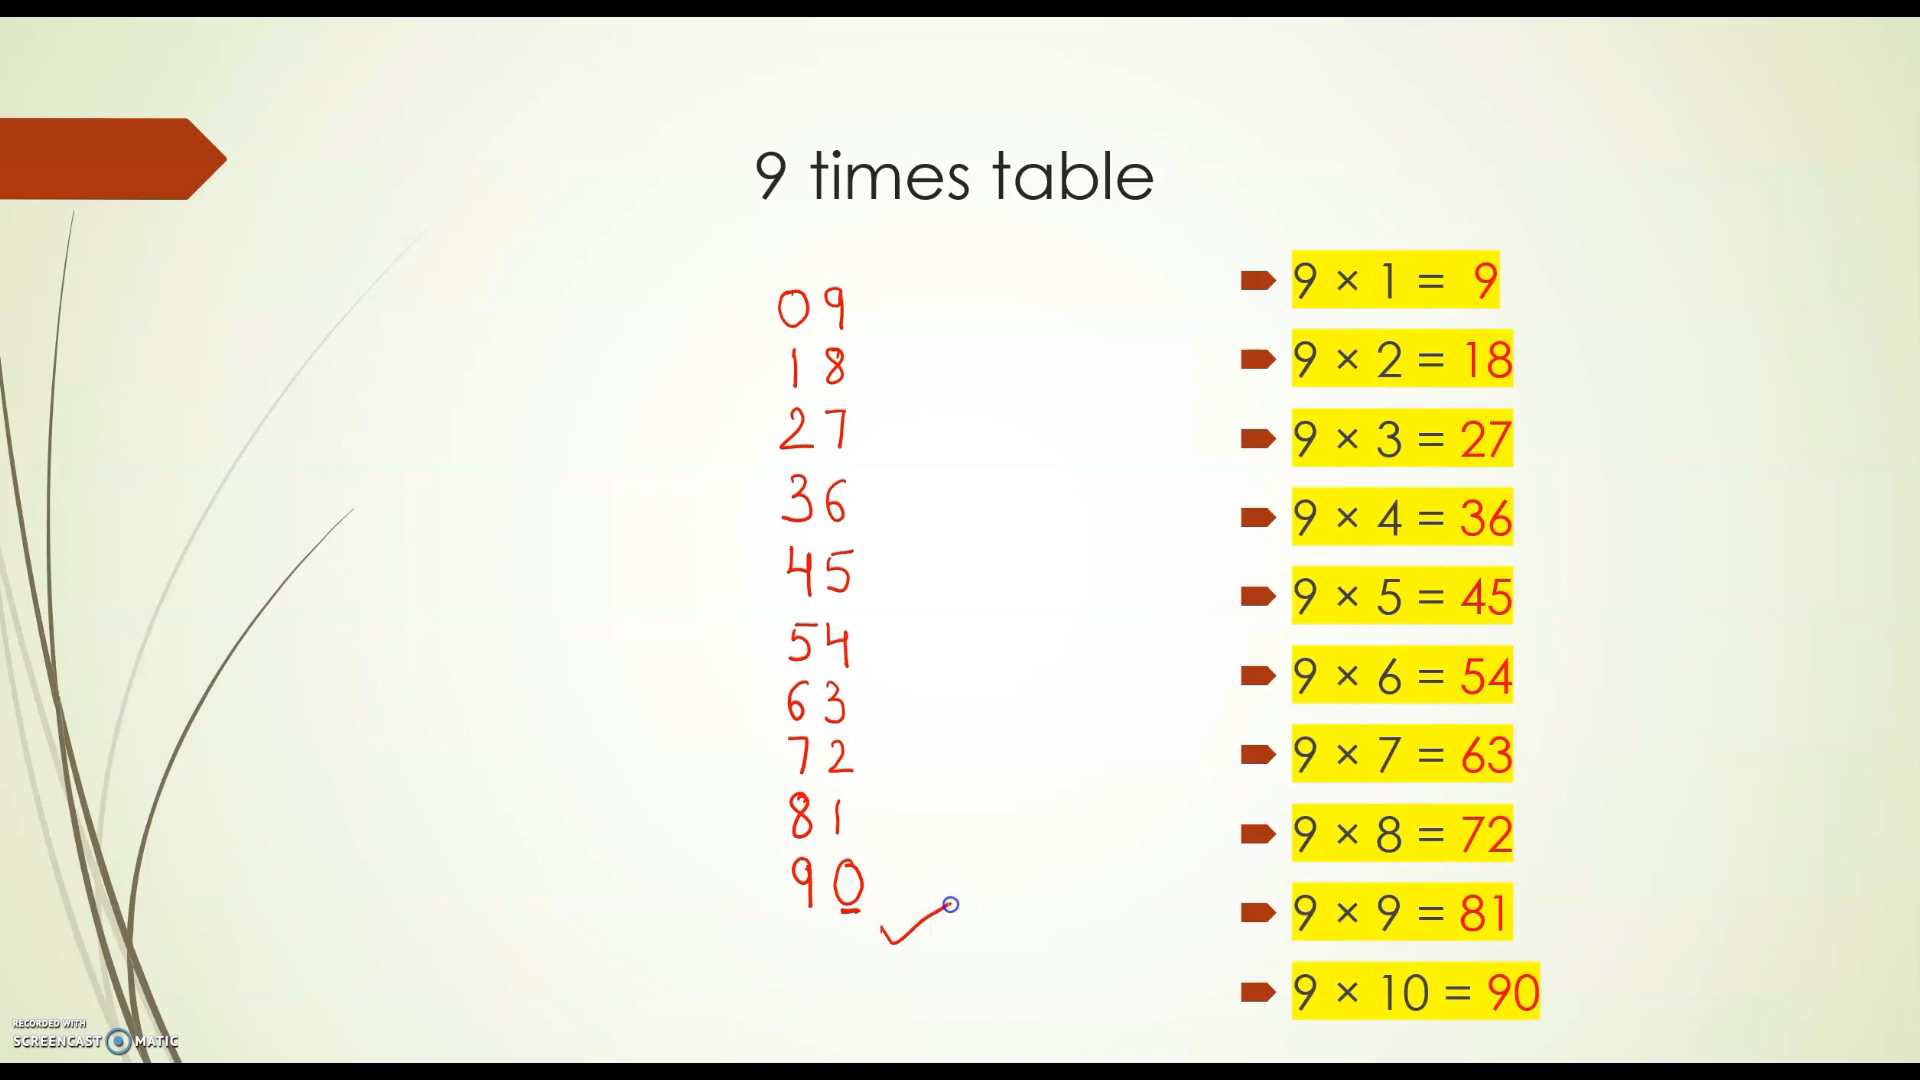 9 times table
09
18
27
36
45
54
63
72
81
90
9 × 1 = 9
9 × 2 = 18
9 × 3 = 27
9 × 4 = 36
9 × 5 = 45
9 × 6 = 54
9 × 7 = 63
9 × 8 = 72
9 × 9 = 81
9 × 10 = 90
RECORDED WITH
SCREENCAST MATIC